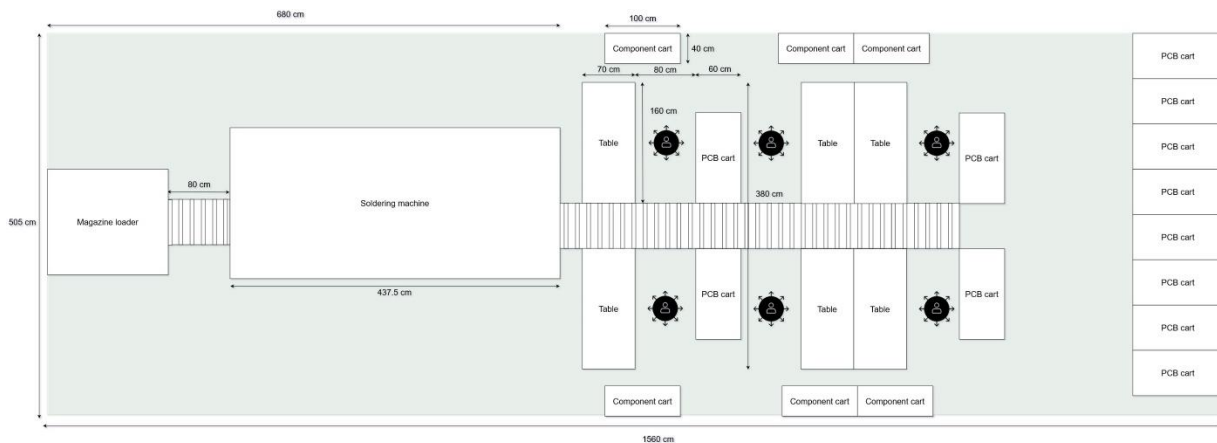 680 cm
100 cm
Component cart
40 cm
Component cart
Component cart
PCB cart
70 cm
80 cm
60 cm
PCB cart
160 cm
Table
PCB cart
Table
Table
PCB cart
PCB cart
80 cm
Soldering machine
380 cm
PCB cart
505 cm
Magazine loader
PCB cart
437.5 cm
Table
PCB cart
Table
Table
PCB cart
PCB cart
PCB cart
PCB cart
Component cart
Component cart
Component cart
1560 cm